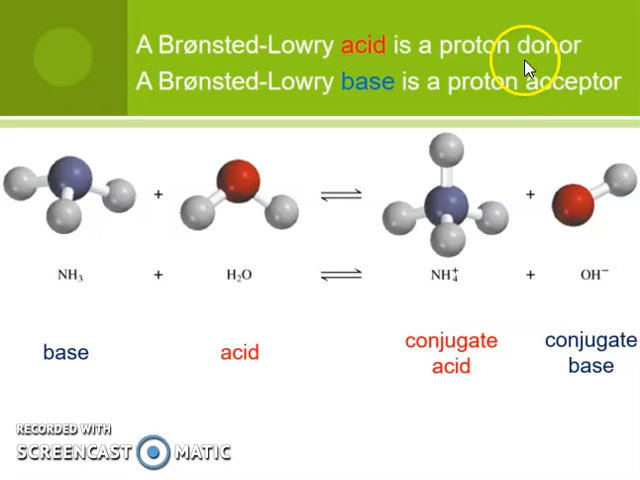 A Brønsted-Lowry acid is a proton donor
A Brønsted-Lowry base is a proton acceptor
+ ⇌ +
NH₃ + H₂O ⇌ NH₄⁺ + OH⁻
base acid conjugate acid conjugate base
RECORDED WITH
SCREENCAST MATIC